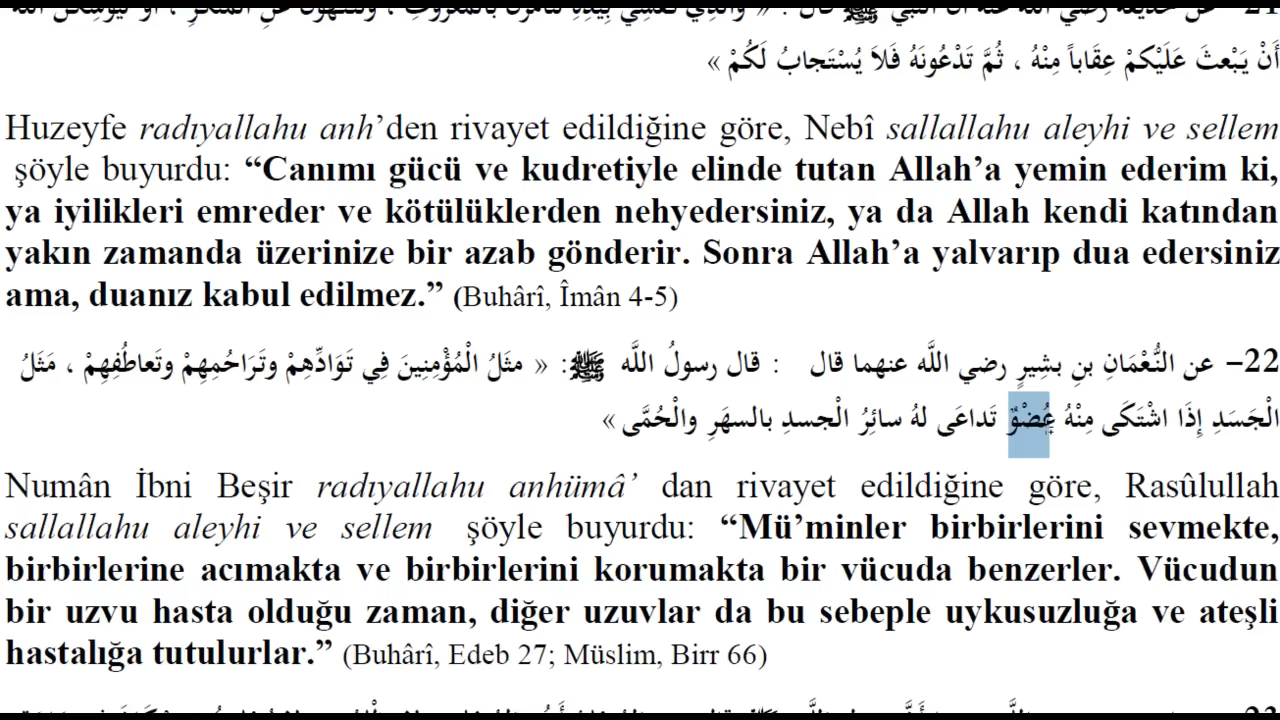 أَنْ يَبْعثَ عَلَيْكمْ عِقَاباً مِنْهُ ، ثُمَّ تَدْعُونَهُ فَلاَ يُسْتَجابُ لَكُمْ »
Huzeyfe radıyallahu anh’den rivayet edildiğine göre, Nebî sallallahu aleyhi ve sellem
şöyle buyurdu: “Canımı gücü ve kudretiyle elinde tutan Allah’a yemin ederim ki,
ya iyilikleri emreder ve kötülüklerden nehyedersiniz, ya da Allah kendi katından
yakın zamanda üzerinize bir azab gönderir. Sonra Allah’a yalvarıp dua edersiniz
ama, duanız kabul edilmez.” (Buhârî, Îmân 4-5)
22– عن النُّعْمَانِ بنِ بشِيرٍ رضي اللَّه عنهما قال : قال رسولُ اللَّه ﷺ: « مثَلُ الْمُؤْمِنِينَ فِي تَوَادِّهِمْ وتَرَاحُمِهِمْ وتَعاطُفِهِمْ ، مَثَلُ
الْجَسَدِ إِذَا اشْتَكَى مِنْهُ عُضْوٌ تَداعَى لهُ سائِرُ الْجسدِ بالسهَرِ والْحُمَّى »
Numân İbni Beşir radıyallahu anhümâ’ dan rivayet edildiğine göre, Rasûlullah
sallallahu aleyhi ve sellem şöyle buyurdu: “Mü’minler birbirlerini sevmekte,
birbirlerine acımakta ve birbirlerini korumakta bir vücuda benzerler. Vücudun
bir uzvu hasta olduğu zaman, diğer uzuvlar da bu sebeple uykusuzluğa ve ateşli
hastalığa tutulurlar.” (Buhârî, Edeb 27; Müslim, Birr 66)